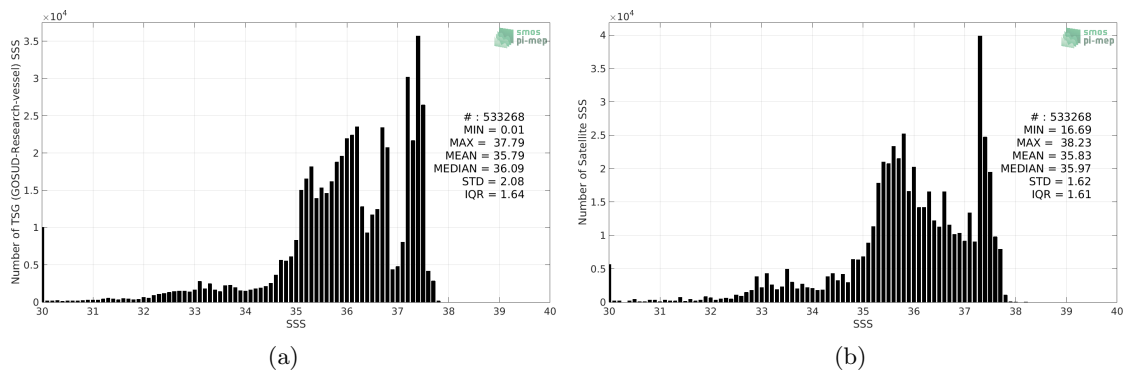 ×10⁴
Number of TSG (GOSUD-Research-vessel) SSS
3.5
3
2.5
2
1.5
1
0.5
0
smos
pi-mep
# : 533268
MIN = 0.01
MAX = 37.79
MEAN = 35.79
MEDIAN = 36.09
STD = 2.08
IQR = 1.64
30 31 32 33 34 35 36 37 38 39 40
SSS
(a)
×10⁴
Number of Satellite SSS
4
3.5
3
2.5
2
1.5
1
0.5
0
smos
pi-mep
# : 533268
MIN = 16.69
MAX = 38.23
MEAN = 35.83
MEDIAN = 35.97
STD = 1.62
IQR = 1.61
30 31 32 33 34 35 36 37 38 39 40
SSS
(b)